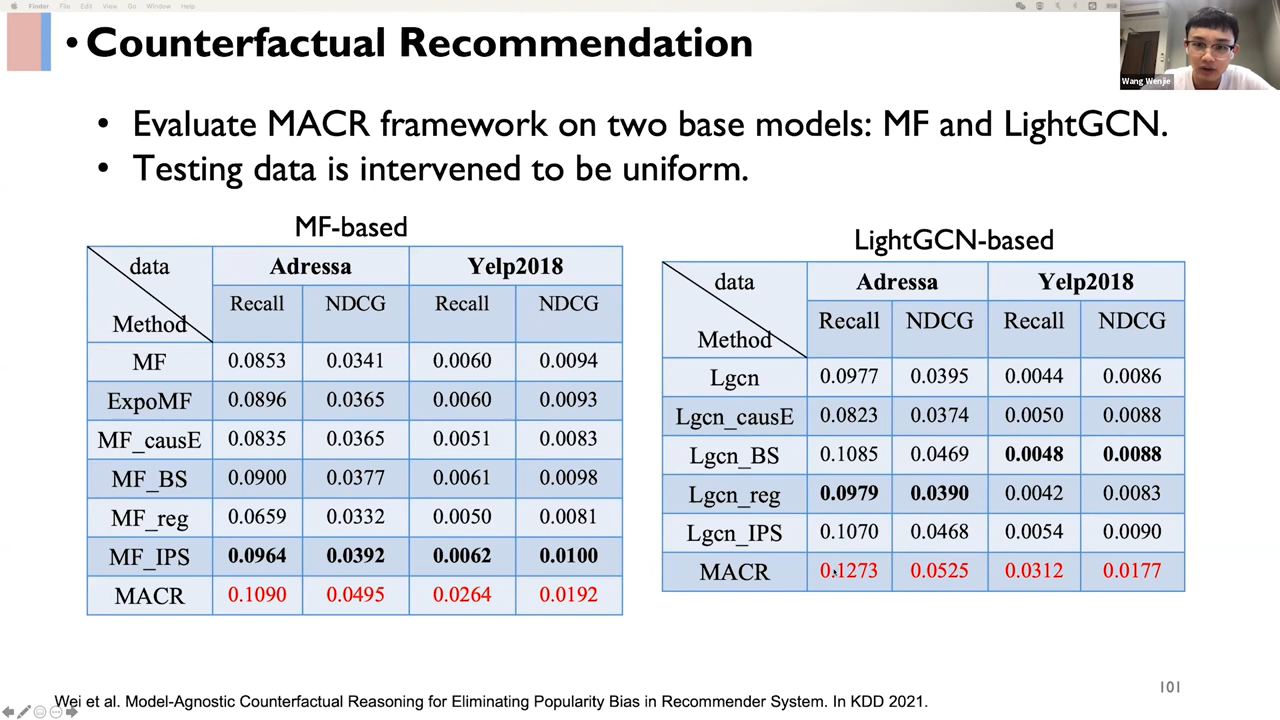 Finder File Edit View Go Window Help
• Counterfactual Recommendation
Wang Wenjie
• Evaluate MACR framework on two base models: MF and LightGCN.
• Testing data is intervened to be uniform.
MF-based
data Adressa Yelp2018
Method Recall NDCG Recall NDCG
MF 0.0853 0.0341 0.0060 0.0094
ExpoMF 0.0896 0.0365 0.0060 0.0093
MF_causE 0.0835 0.0365 0.0051 0.0083
MF_BS 0.0900 0.0377 0.0061 0.0098
MF_reg 0.0659 0.0332 0.0050 0.0081
MF_IPS 0.0964 0.0392 0.0062 0.0100
MACR 0.1090 0.0495 0.0264 0.0192
LightGCN-based
data Adressa Yelp2018
Method Recall NDCG Recall NDCG
Lgcn 0.0977 0.0395 0.0044 0.0086
Lgcn_causE 0.0823 0.0374 0.0050 0.0088
Lgcn_BS 0.1085 0.0469 0.0048 0.0088
Lgcn_reg 0.0979 0.0390 0.0042 0.0083
Lgcn_IPS 0.1070 0.0468 0.0054 0.0090
MACR 0.1273 0.0525 0.0312 0.0177
101
Wei et al. Model-Agnostic Counterfactual Reasoning for Eliminating Popularity Bias in Recommender System. In KDD 2021.